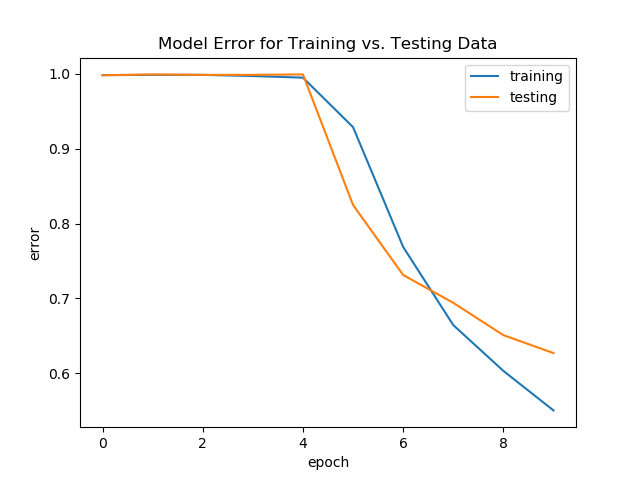 Model Error for Training vs. Testing Data
training
testing
1.0
0.9
0.8
0.7
0.6
error
0
2
4
6
8
epoch